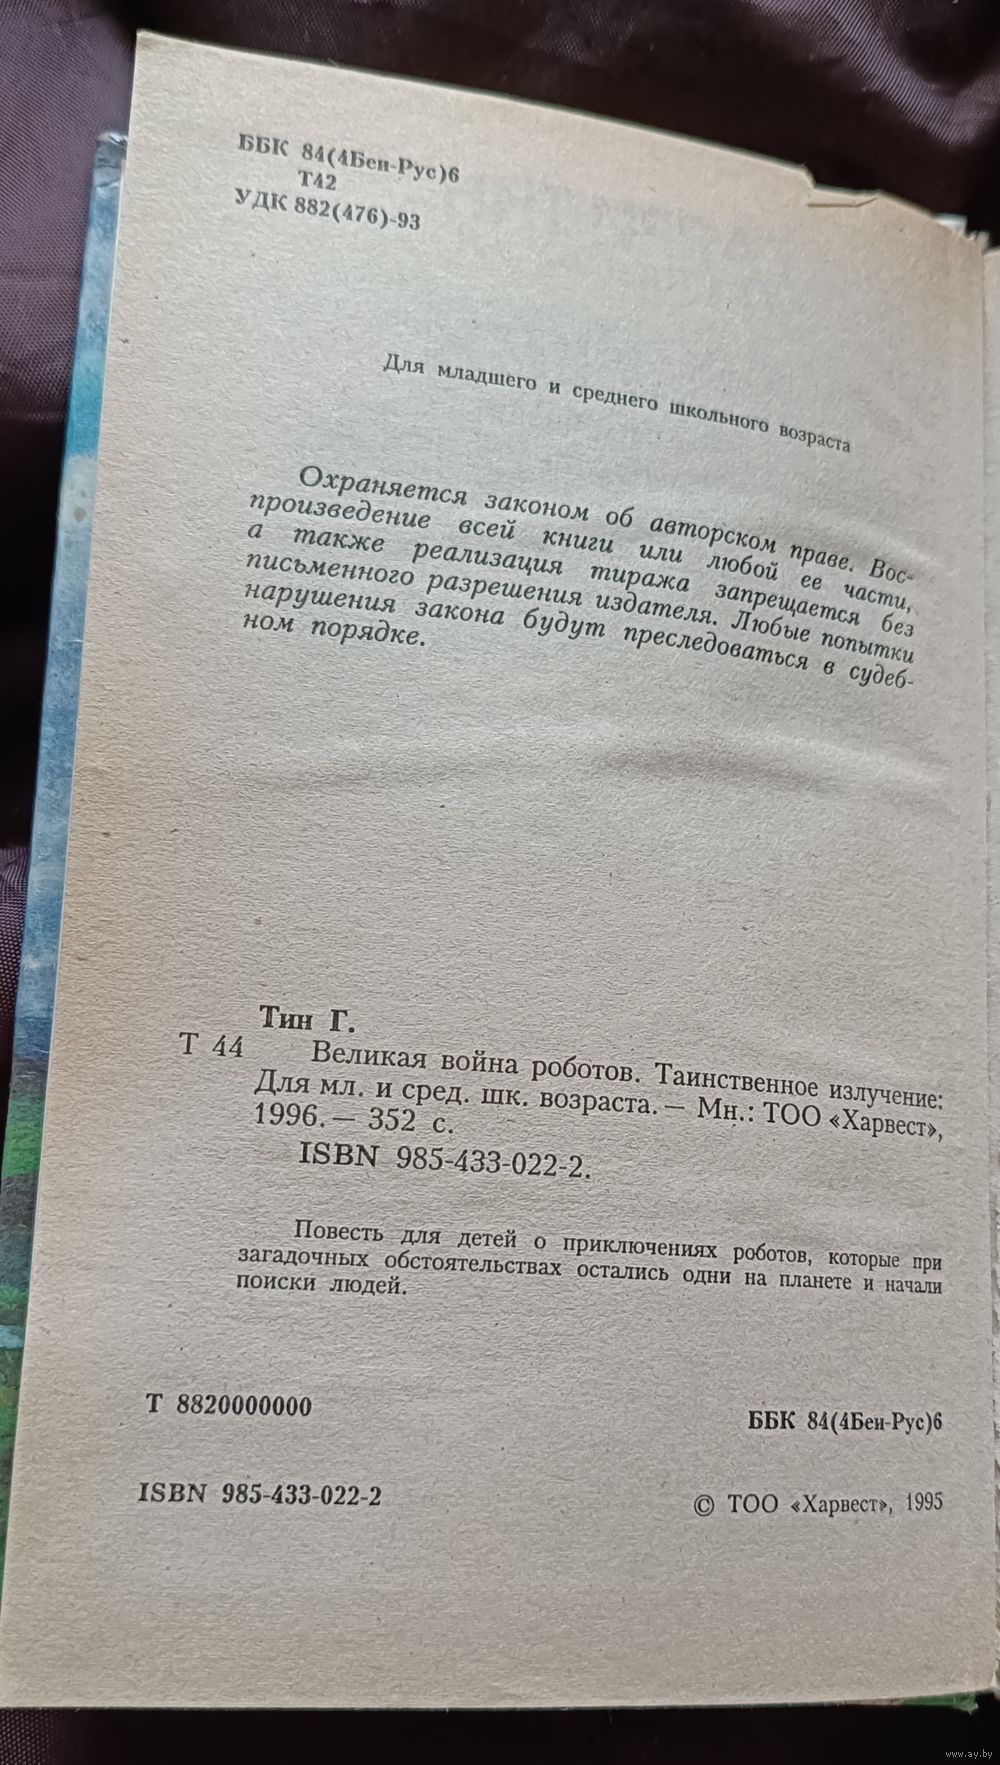 ББК 84(4Беи-Рус)6
Т42
УДК 882(476)-93
Для младшего и среднего школьного возраста
Охраняется законом об авторском праве. Вос-
произведение всей книги или любой ее части,
а также реализация тиража запрещается без
письменного разрешения издателя. Любые попытки
нарушения закона будут преследоваться в судеб-
ном порядке.
Тин Г.
Т 44 Великая война роботов. Таинственное излучение:
Для мл. и сред. шк. возраста. — Мн.: ТОО «Харвест»,
1996. — 352 с.
ISBN 985-433-022-2.
Повесть для детей о приключениях роботов, которые при
загадочных обстоятельствах остались одни на планете и начали
поиски людей.
Т 8820000000
ББК 84(4Беи-Рус)6
ISBN 985-433-022-2
© ТОО «Харвест», 1995
www.ay.by